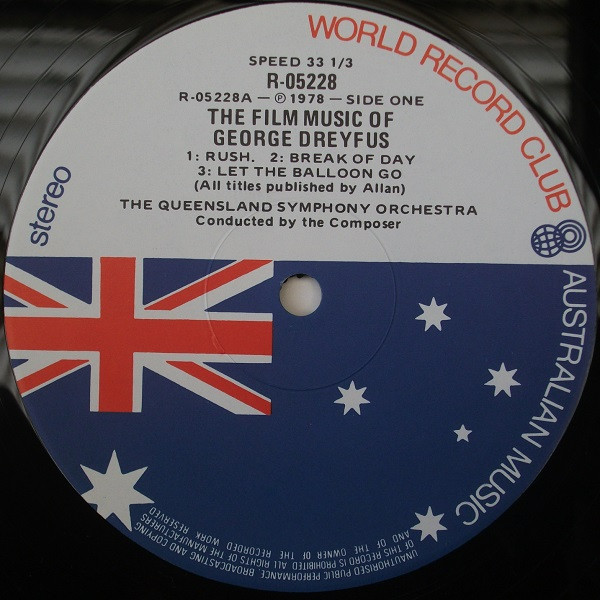 WORLD RECORD CLUB
SPEED 33 1/3
R-05228
R-05228A — Ⓟ 1978 — SIDE ONE
THE FILM MUSIC OF
GEORGE DREYFUS
1: RUSH. 2: BREAK OF DAY
3: LET THE BALLOON GO
(All titles published by Allan)
THE QUEENSLAND SYMPHONY ORCHESTRA
Conducted by the Composer
stereo
AUSTRALIAN MUSIC
UNAUTHORISED PUBLIC PERFORMANCE, BROADCASTING AND COPYING
OF THIS RECORD IS PROHIBITED ALL RIGHTS OF THE MANUFACTURERS
AND OF THE OWNER OF THE RECORDED WORK RESERVED